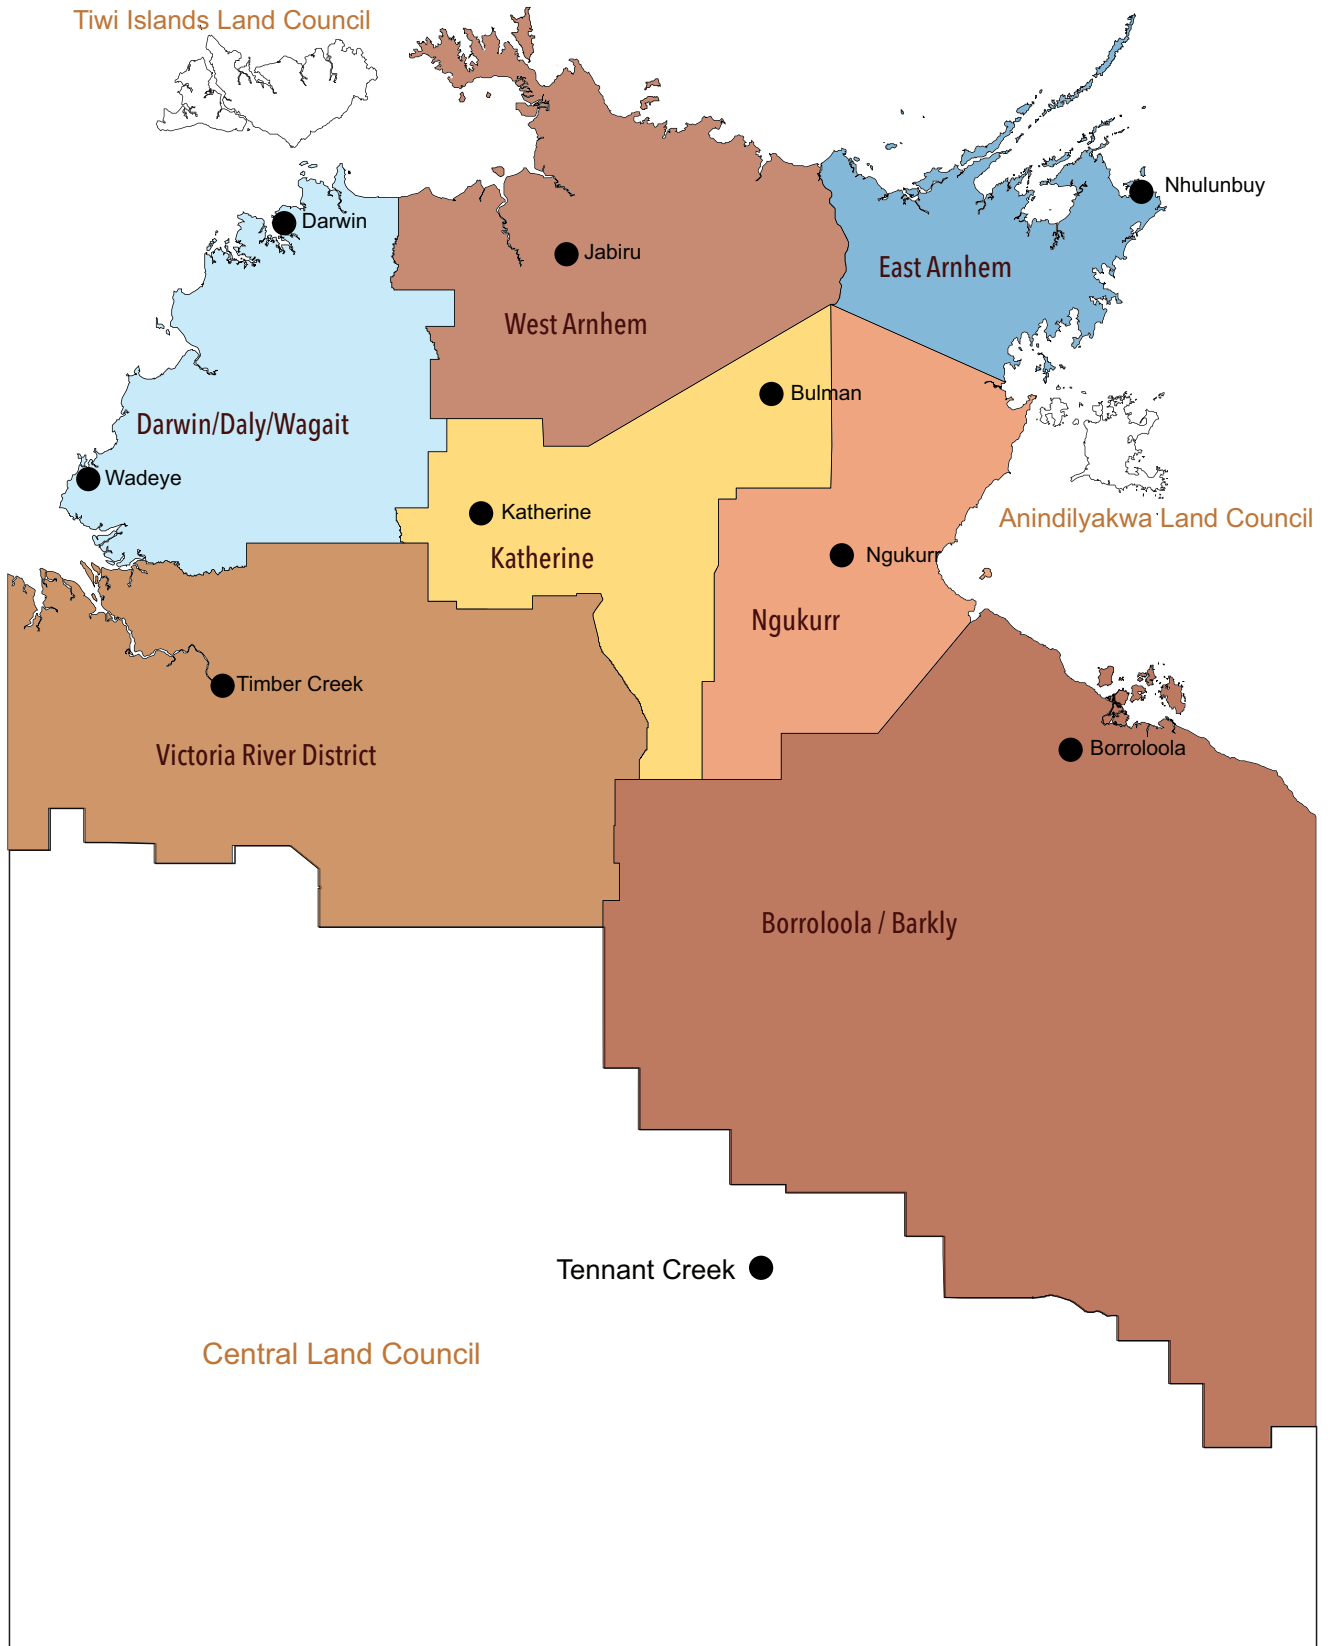 Tiwi Islands Land Council
Nhulunbuy
Darwin
Jabiru
East Arnhem
West Arnhem
Bulman
Darwin/Daly/Wagait
Wadeye
Katherine
Anindilyakwa Land Council
Katherine
Ngukurr
Ngukurr
Timber Creek
Victoria River District
Borroloola
Borroloola / Barkly
Tennant Creek
Central Land Council